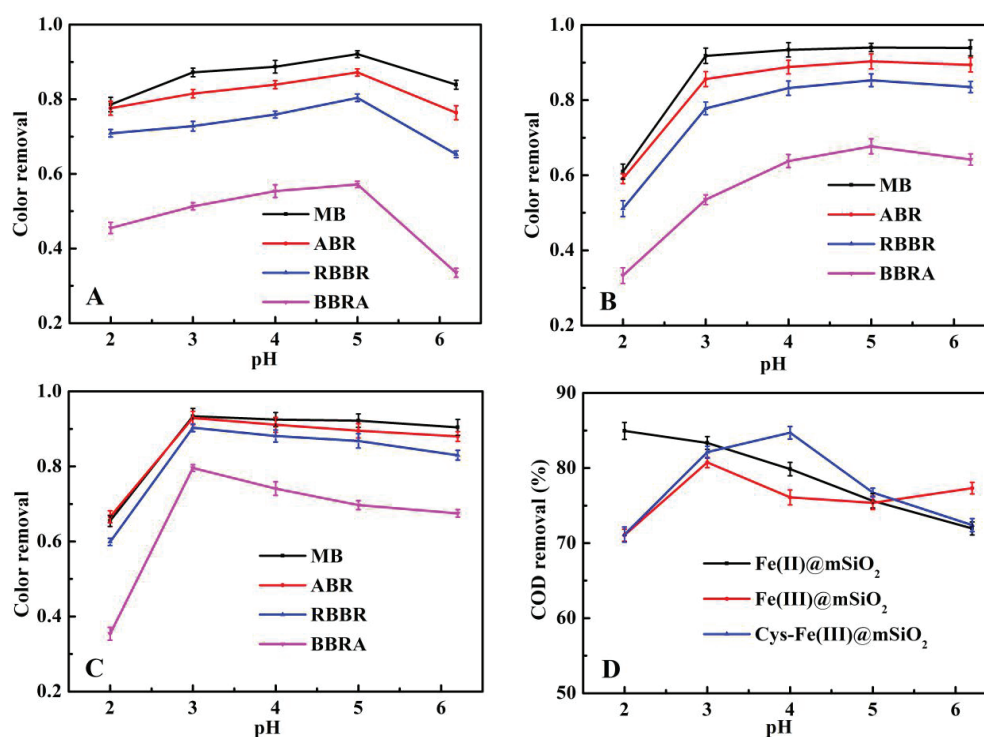 1.0
0.8
0.6
0.4
0.2
Color removal
MB
ABR
RBBR
BBRA
A
2 3 4 5 6
pH
1.0
0.8
0.6
0.4
0.2
Color removal
MB
ABR
RBBR
BBRA
B
2 3 4 5 6
pH
1.0
0.8
0.6
0.4
0.2
Color removal
MB
ABR
RBBR
BBRA
C
2 3 4 5 6
pH
90
80
70
60
50
COD removal (%)
Fe(II)@mSiO₂
Fe(III)@mSiO₂
Cys-Fe(III)@mSiO₂
D
2 3 4 5 6
pH